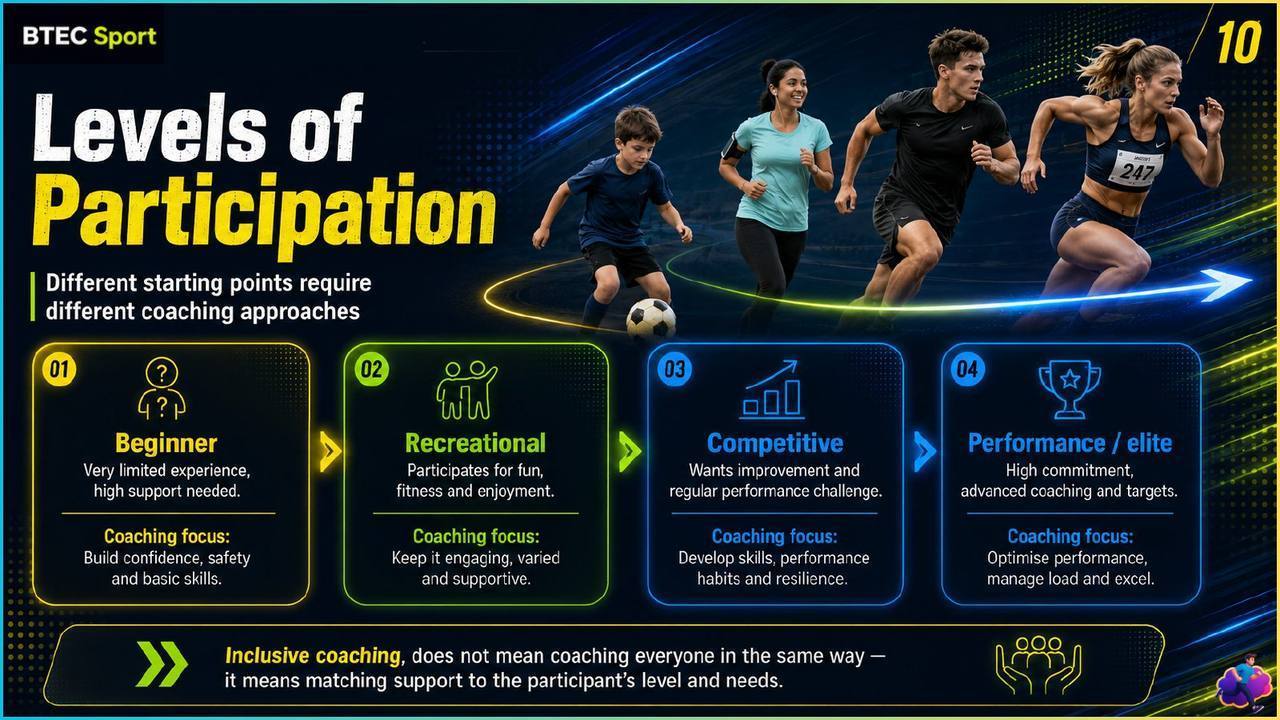 BTEC Sport
10
Levels of
Participation
Different starting points require
different coaching approaches
247
01
Beginner
Very limited experience,
high support needed.
Coaching focus:
Build confidence, safety
and basic skills.
02
Recreational
Participates for fun,
fitness and enjoyment.
Coaching focus:
Keep it engaging, varied
and supportive.
03
Competitive
Wants improvement and
regular performance challenge.
Coaching focus:
Develop skills, performance
habits and resilience.
04
Performance / elite
High commitment,
advanced coaching and targets.
Coaching focus:
Optimise performance,
manage load and excel.
Inclusive coaching, does not mean coaching everyone in the same way —
it means matching support to the participant's level and needs.